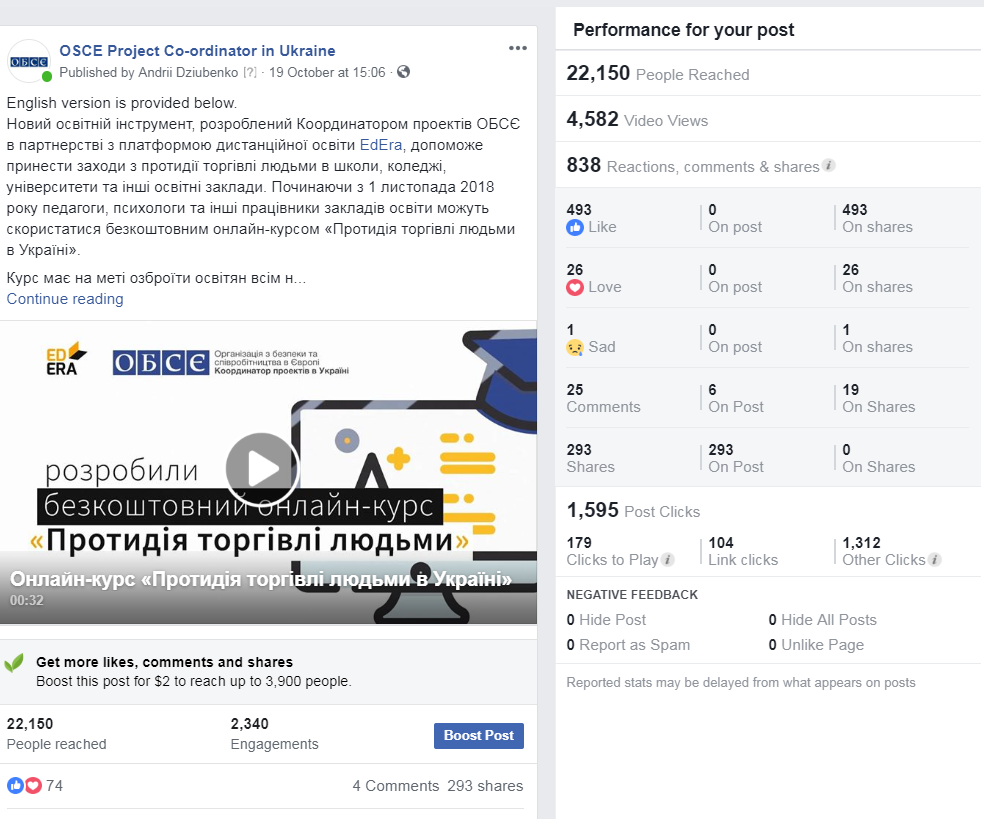 OSCE Project Co-ordinator in Ukraine
Published by Andrii Dziubenko [?] · 19 October at 15:06 ·
English version is provided below.
Новий освітній інструмент, розроблений Координатором проектів ОБСЄ
в партнерстві з платформою дистанційної освіти EdEra, допоможе
принести заходи з протидії торгівлі людьми в школи, коледжі,
університети та інші освітні заклади. Починаючи з 1 листопада 2018
року педагоги, психологи та інші працівники закладів освіти можуть
скористатися безкоштовним онлайн-курсом «Протидія торгівлі людьми
в Україні».
Курс має на меті озброїти освітян всім н...
Continue reading
ED
ERA
ОБСЄ
Організація з безпеки та
співробітництва в Європі
Координатор проектів в Україні
розробили
безкоштовний онлайн-курс
«Протидія торгівлі людьми»
Онлайн-курс «Протидія торгівлі людьми в Україні»
00:32
Get more likes, comments and shares
Boost this post for $2 to reach up to 3,900 people.
22,150
People reached
2,340
Engagements
Boost Post
74
4 Comments 293 shares
Performance for your post
22,150 People Reached
4,582 Video Views
838 Reactions, comments & shares
493
Like
0
On post
493
On shares
26
Love
0
On post
26
On shares
1
Sad
0
On post
1
On shares
25
Comments
6
On Post
19
On Shares
293
Shares
293
On Post
0
On Shares
1,595 Post Clicks
179
Clicks to Play
104
Link clicks
1,312
Other Clicks
NEGATIVE FEEDBACK
0 Hide Post
0 Hide All Posts
0 Report as Spam
0 Unlike Page
Reported stats may be delayed from what appears on posts